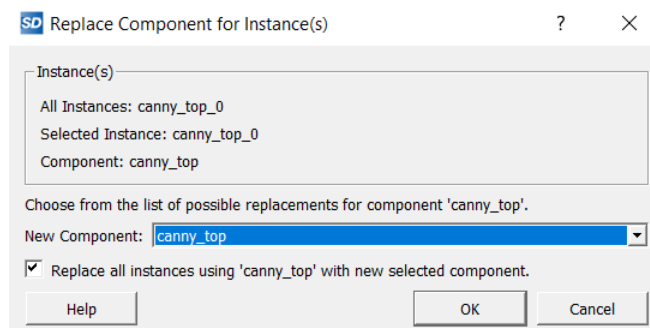 SD Replace Component for Instance(s) ?
Instance(s)
All Instances: canny_top_0
Selected Instance: canny_top_0
Component: canny_top
Choose from the list of possible replacements for component 'canny_top'.
New Component: canny_top
Replace all instances using 'canny_top' with new selected component.
Help OK Cancel